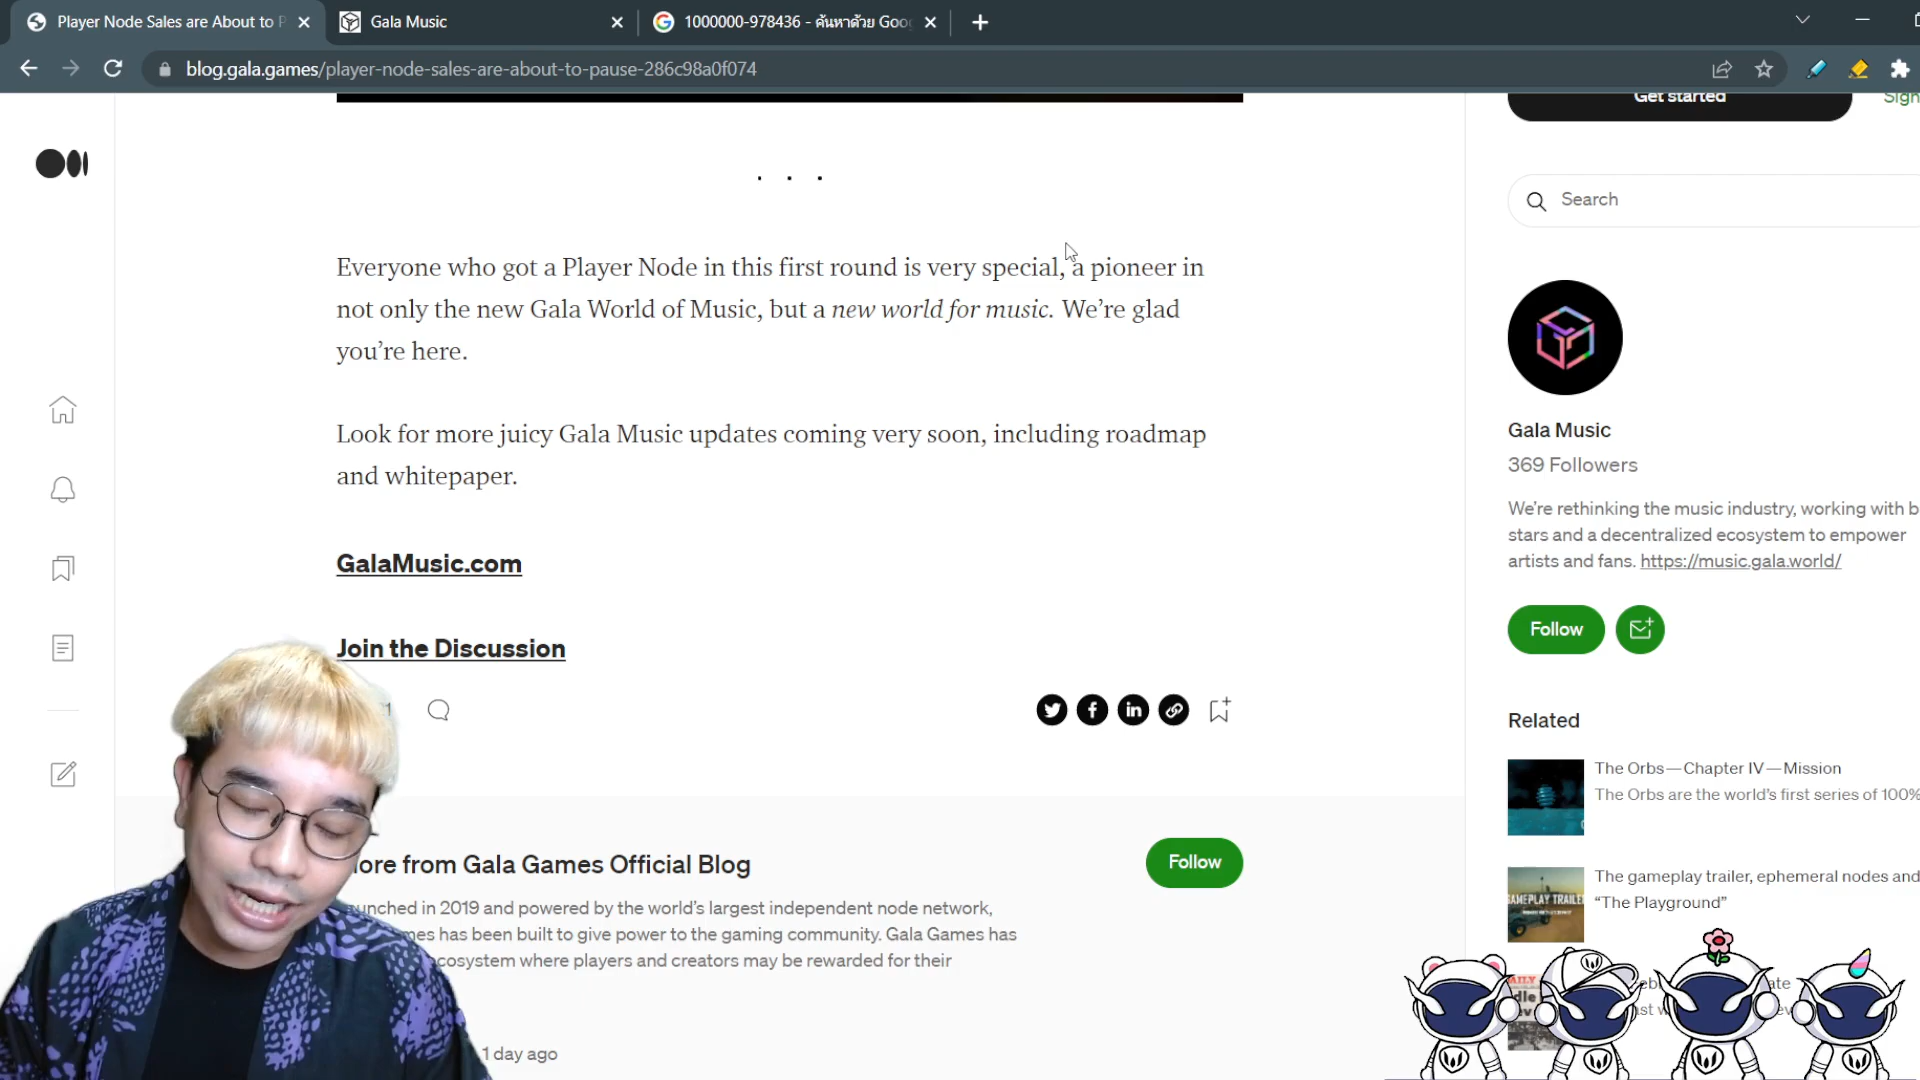 Player Node Sales are About to P
Gala Music
1000000-978436 - ค้นหาด้วย Goo
blog.gala.games/player-node-sales-are-about-to-pause-286c98a0f074
Get started
Sign
Search
Everyone who got a Player Node in this first round is very special, a pioneer in
not only the new Gala World of Music, but a new world for music. We’re glad
you’re here.
Look for more juicy Gala Music updates coming very soon, including roadmap
and whitepaper.
GalaMusic.com
Join the Discussion
Gala Music
369 Followers
We’re rethinking the music industry, working with b
stars and a decentralized ecosystem to empower
artists and fans. https://music.gala.world/
Follow
Related
The Orbs—Chapter IV—Mission
The Orbs are the world’s first series of 100%
The gameplay trailer, ephemeral nodes and
“The Playground”
GAMEPLAY TRAILER
ore from Gala Games Official Blog
Follow
unched in 2019 and powered by the world’s largest independent node network,
mes has been built to give power to the gaming community. Gala Games has
cosystem where players and creators may be rewarded for their
1 day ago